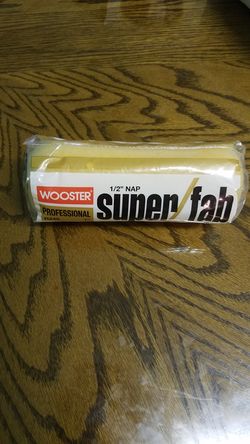 WOOSTER
PROFESSIONAL
1/2" NAP
super/fab